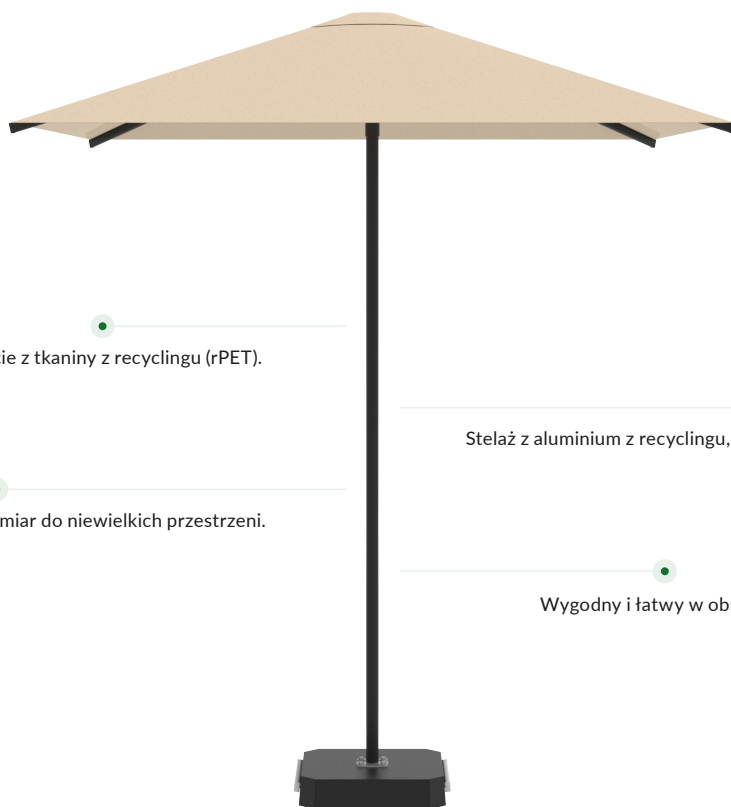 z tkaniny z recyclingu (rPET).
Stelaż z aluminium z recyclingu,
do niewielkich przestrzeni.
Wygodny i łatwy w